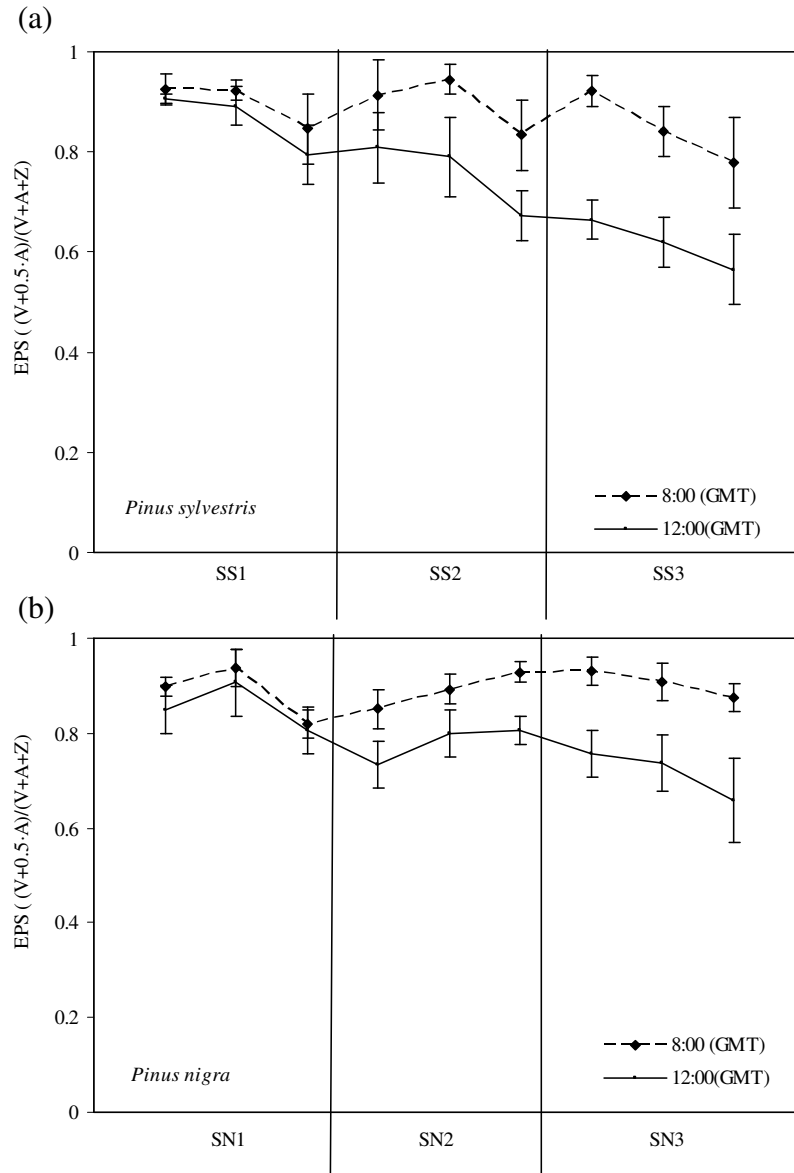 (a)
1
0.8
0.6
0.4
0.2
0
EPS ( (V+0.5·A)/(V+A+Z)
Pinus sylvestris
8:00 (GMT)
12:00(GMT)
SS1 SS2 SS3
(b)
1
0.8
0.6
0.4
0.2
0
EPS ( (V+0.5·A)/(V+A+Z)
Pinus nigra
8:00 (GMT)
12:00(GMT)
SN1 SN2 SN3